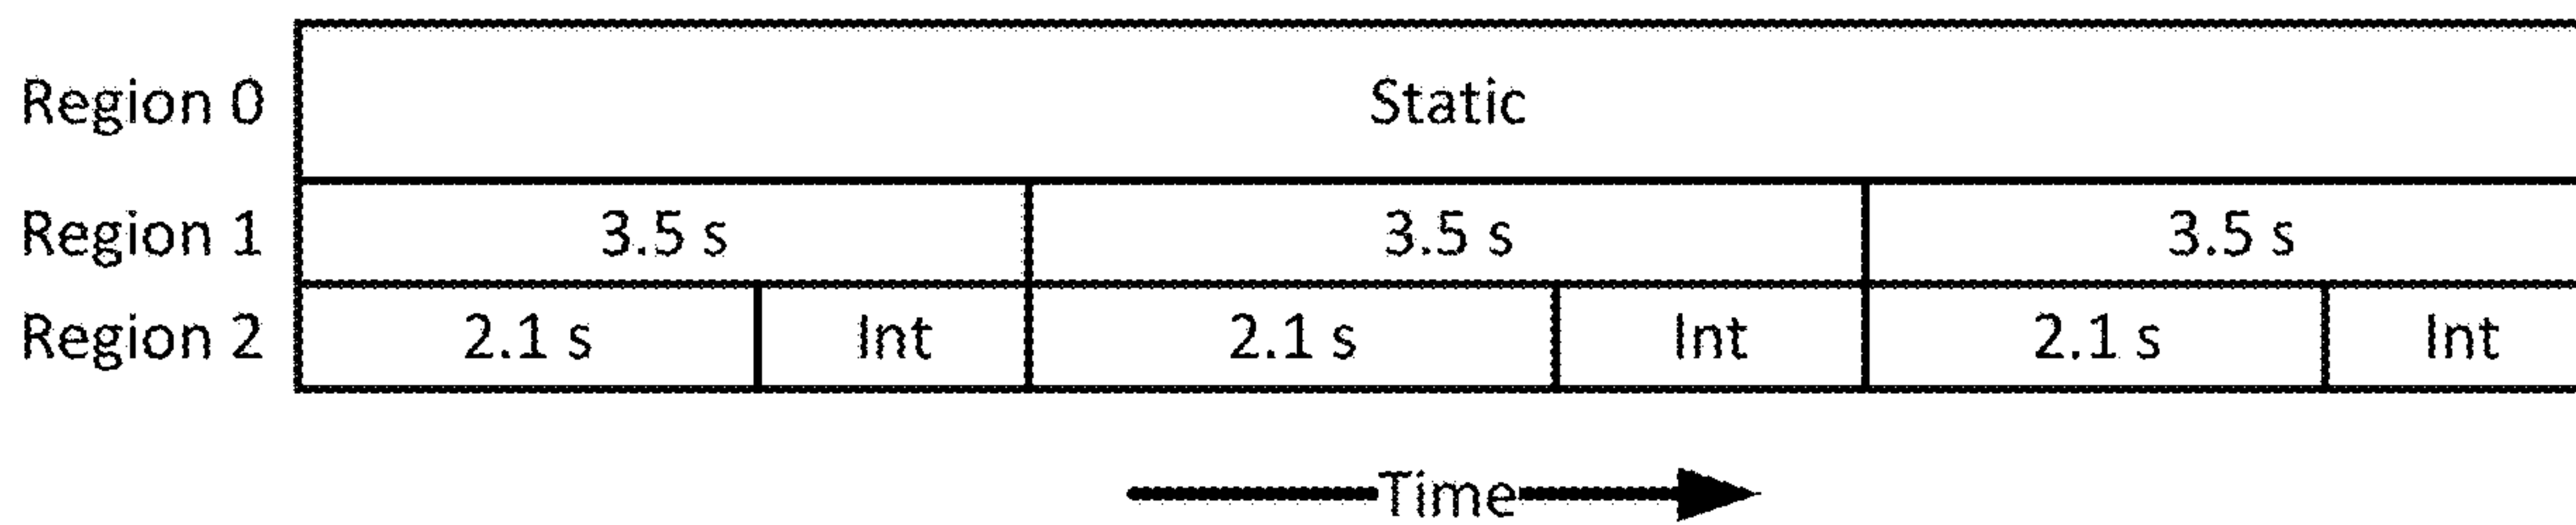 Region 0 Static
Region 1 3.5 s 3.5 s 3.5 s
Region 2 2.1 s Int 2.1 s Int 2.1 s Int
Time